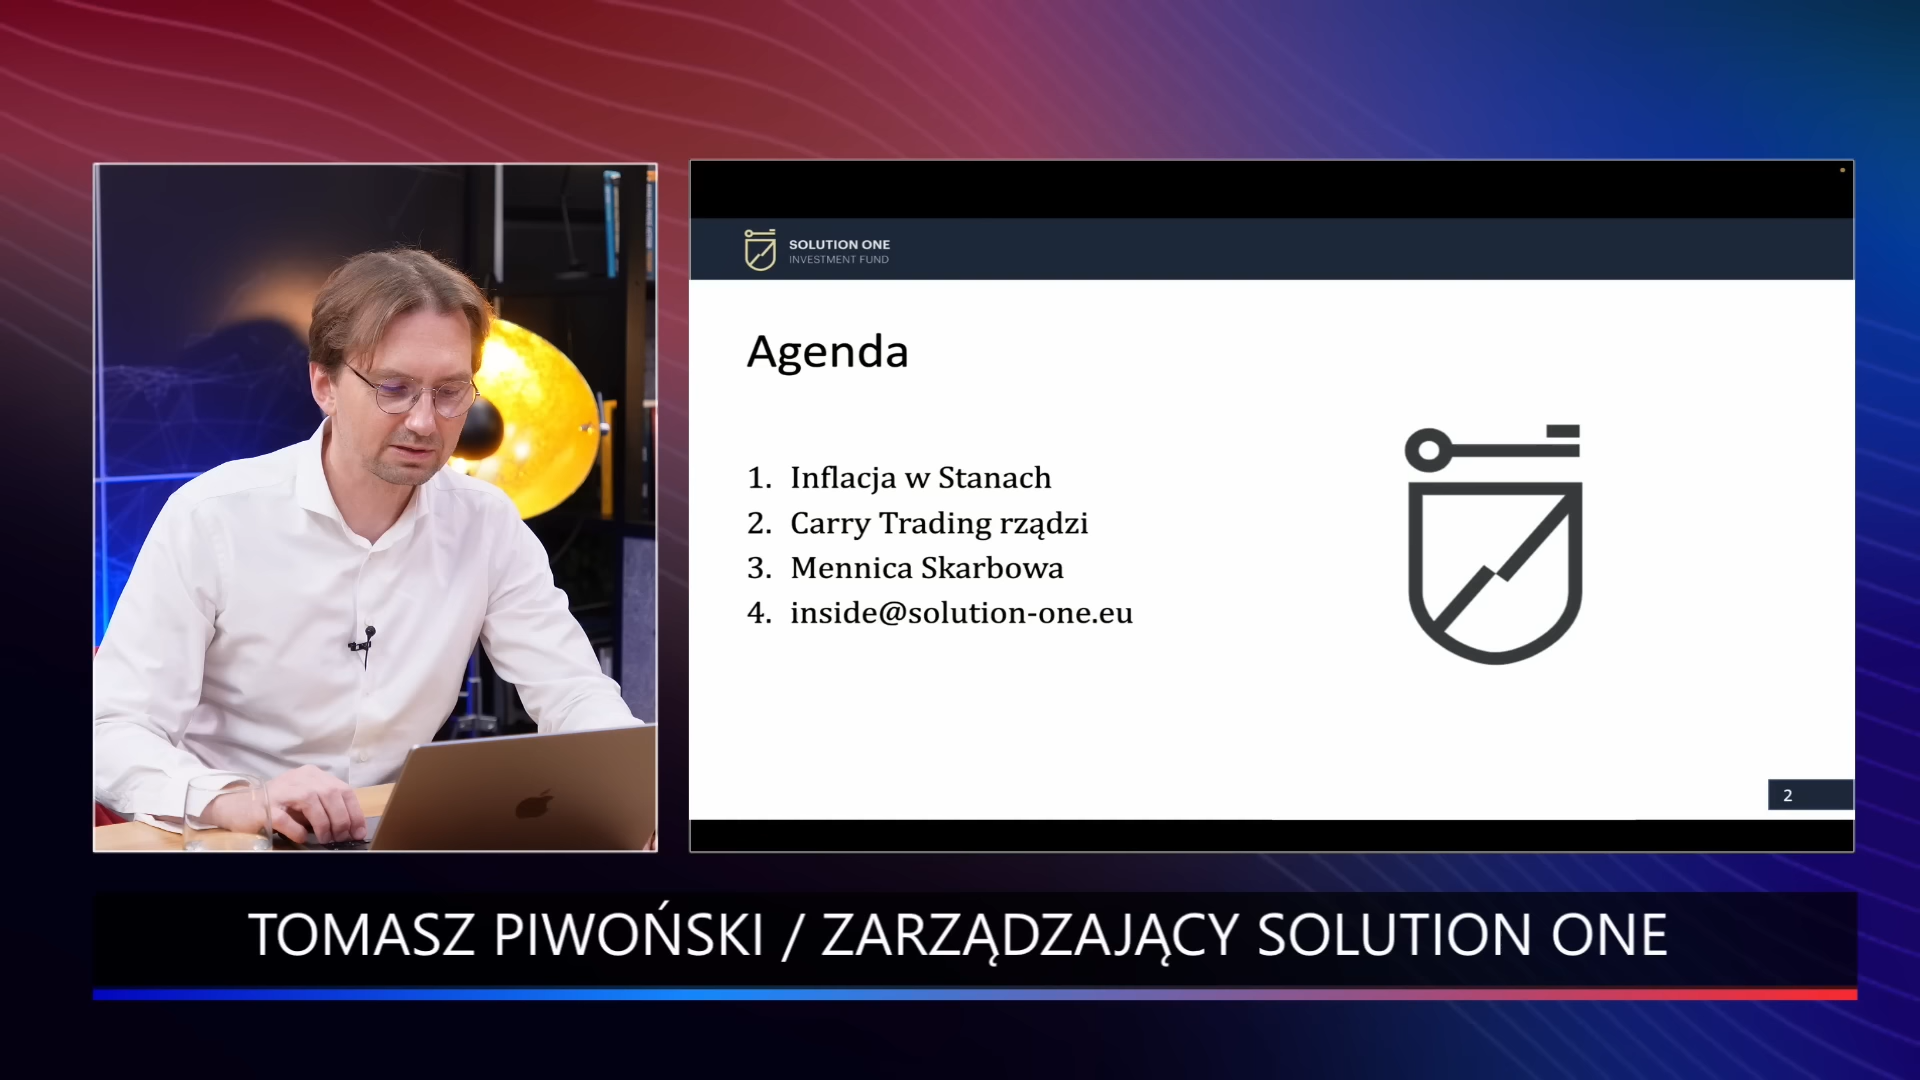 SOLUTION ONE
INVESTMENT FUND
Agenda
1. Inflacja w Stanach
2. Carry Trading rządzi
3. Mennica Skarbowa
4. inside@solution-one.eu
2
TOMASZ PIWOŃSKI / ZARZĄDZAJĄCY SOLUTION ONE